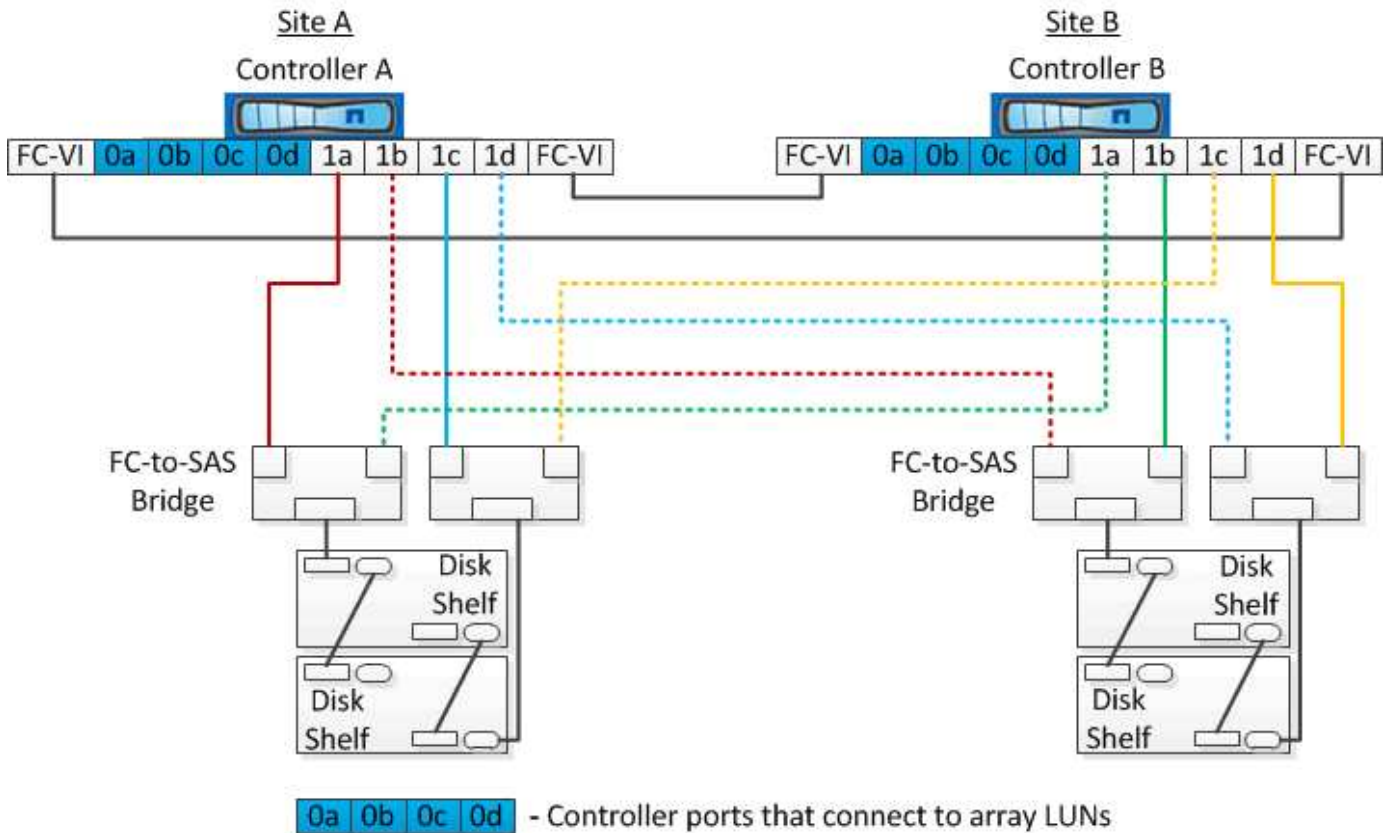 Site A
Site B
Controller A
Controller B
FC-VI 0a 0b 0c 0d 1a 1b 1c 1d FC-VI
FC-VI 0a 0b 0c 0d 1a 1b 1c 1d FC-VI
FC-to-SAS
Bridge
FC-to-SAS
Bridge
Disk
Shelf
Disk
Shelf
Disk
Shelf
Disk
Shelf
0a 0b 0c 0d - Controller ports that connect to array LUNs